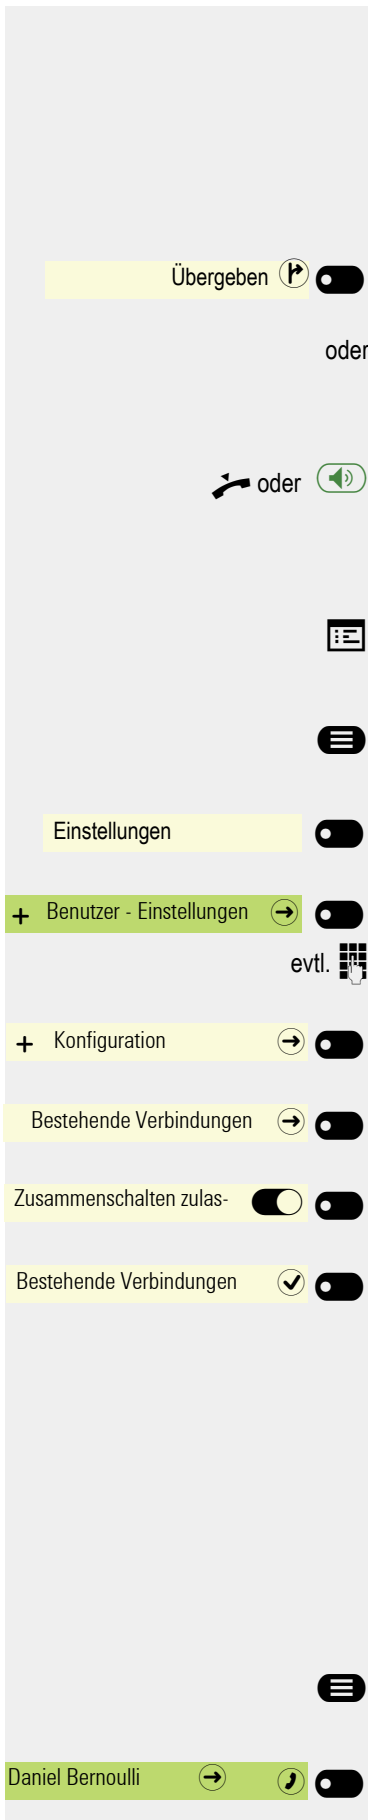 Übergeben
oder
oder
Einstellungen
+ Benutzer - Einstellungen
evtl.
+ Konfiguration
Bestehende Verbindungen
Zusammenschalten zulas-
Bestehende Verbindungen
Daniel Bernoulli